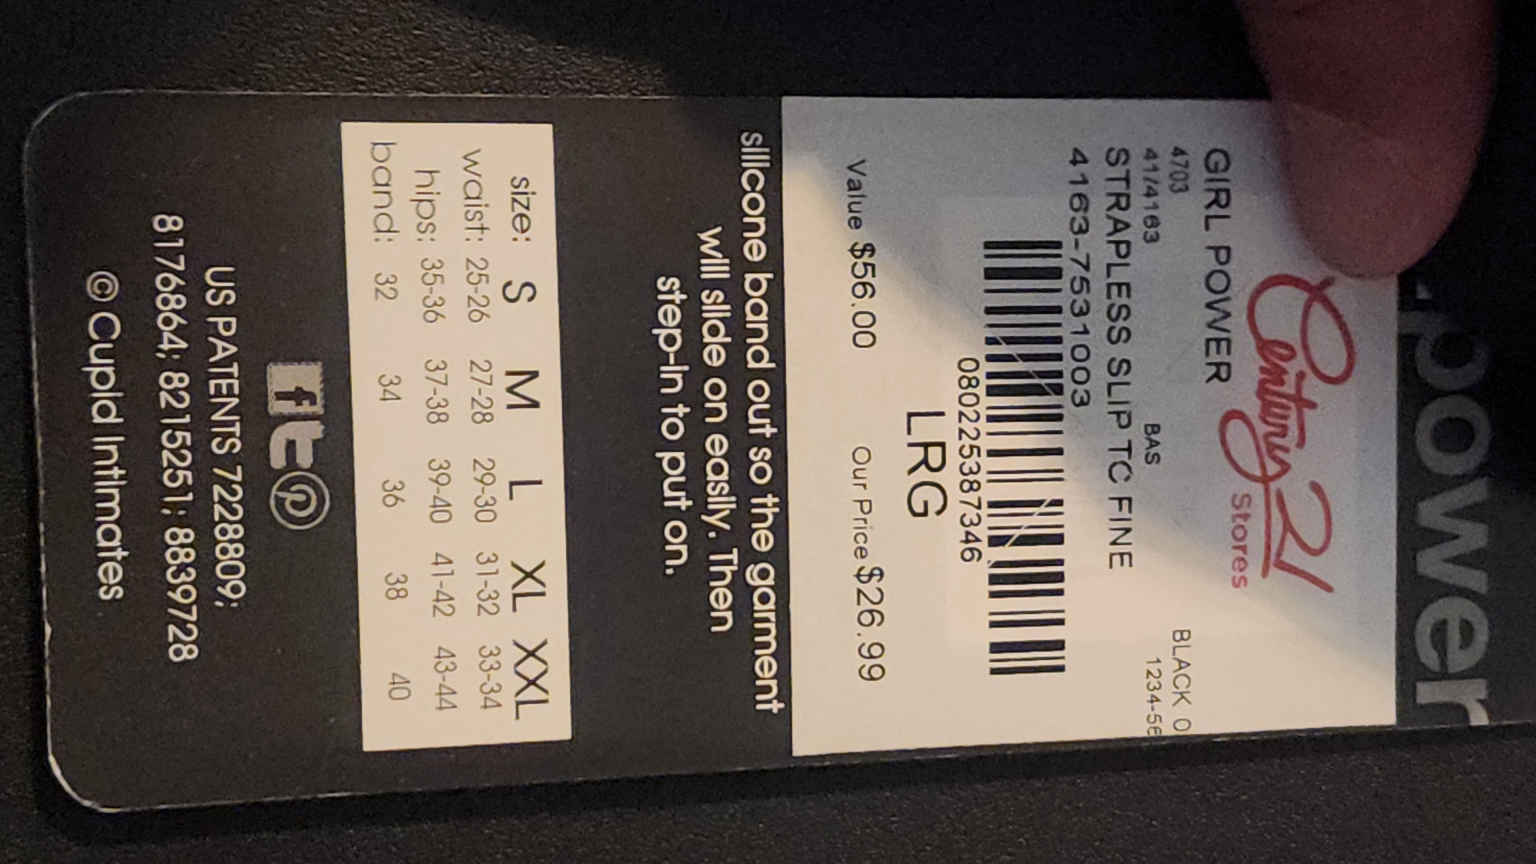 power
Century 21
Stores
GIRL POWER
4703 BLACK 0
41/4163 BAS 1234-56
STRAPLESS SLIP TC FINE
4163-75310003
080225387346
LRG
Value $56.00 Our Price $26.99
silicone band out so the garment
will slide on easily. Then
step-in to put on.
size: S M L XL XXL
waist: 25-26 27-28 29-30 31-32 33-34
hips: 35-36 37-38 39-40 41-42 43-44
band: 32 34 36 38 40
US PATENTS 7228809;
8176864; 8215251; 8839728
© Cupid Intimates